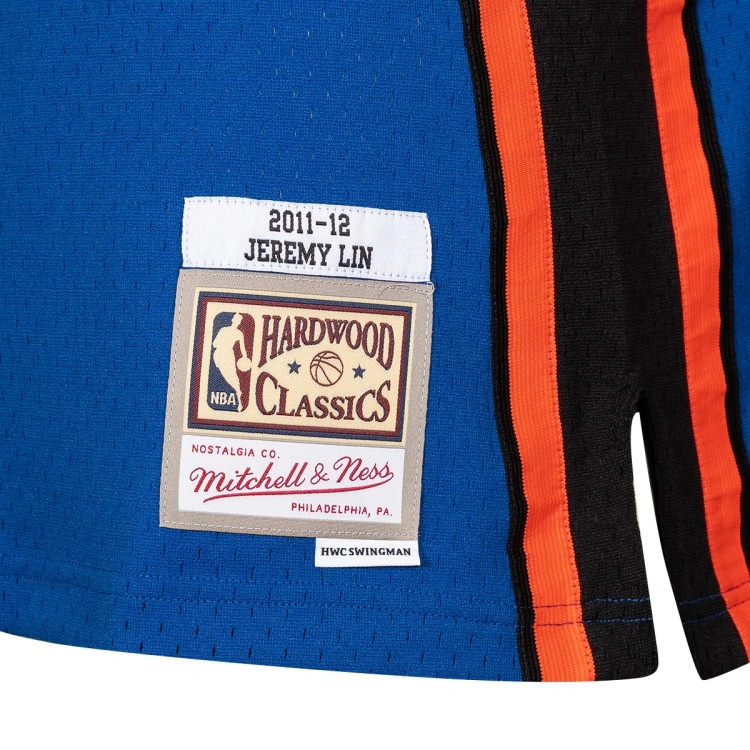 2011-12
JEREMY LIN
HARDWOOD
CLASSICS
NBA
NOSTALGIA CO.
Mitchell & Ness
PHILADELPHIA, PA.
HWC SWINGMAN